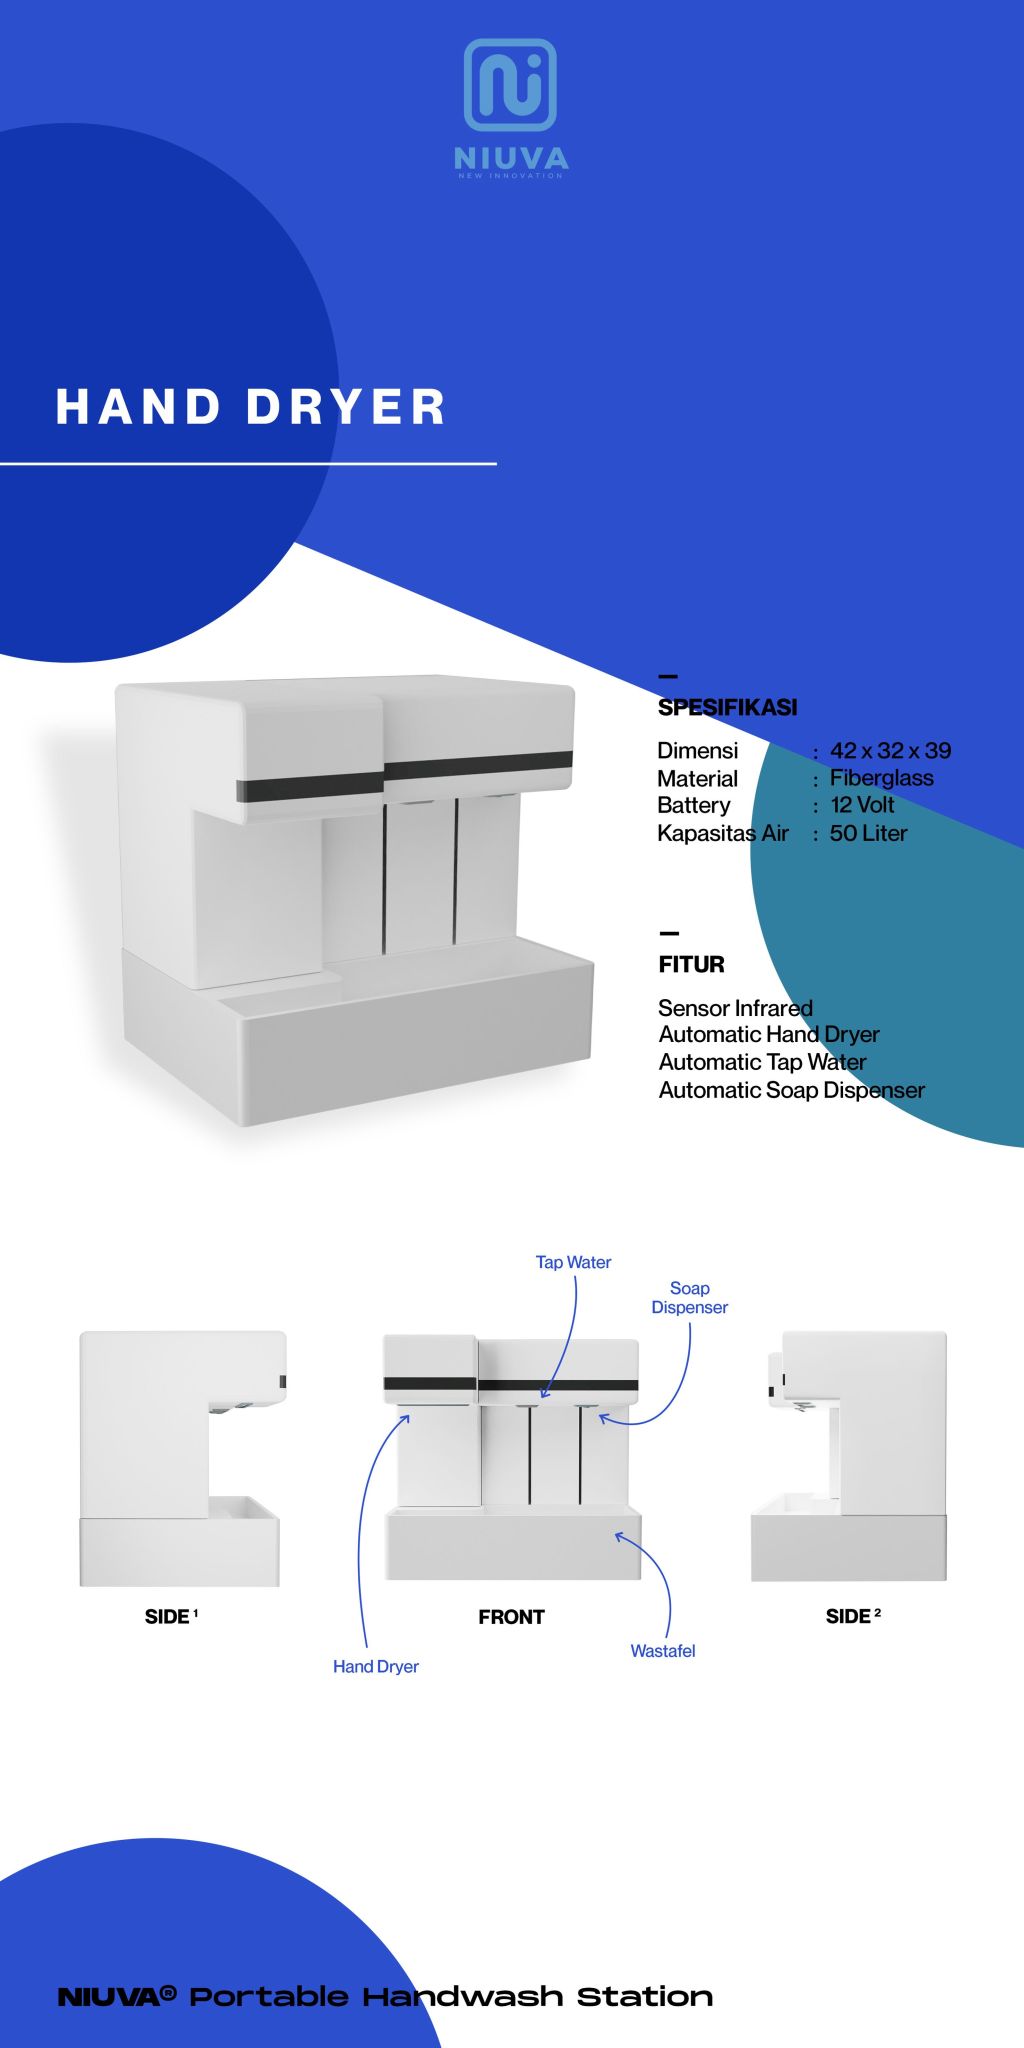 NIUVA
NEW INNOVATION
HAND DRYER
SPESIFIKASI
Dimensi : 42 x 32 x 39
Material : Fiberglass
Battery : 12 Volt
Kapasitas Air : 50 Liter
FITUR
Sensor Infrared
Automatic Hand Dryer
Automatic Tap Water
Automatic Soap Dispenser
Tap Water
Soap
Dispenser
SIDE ¹
FRONT
SIDE ²
Hand Dryer
Wastafel
NIUVA® Portable Handwash Station